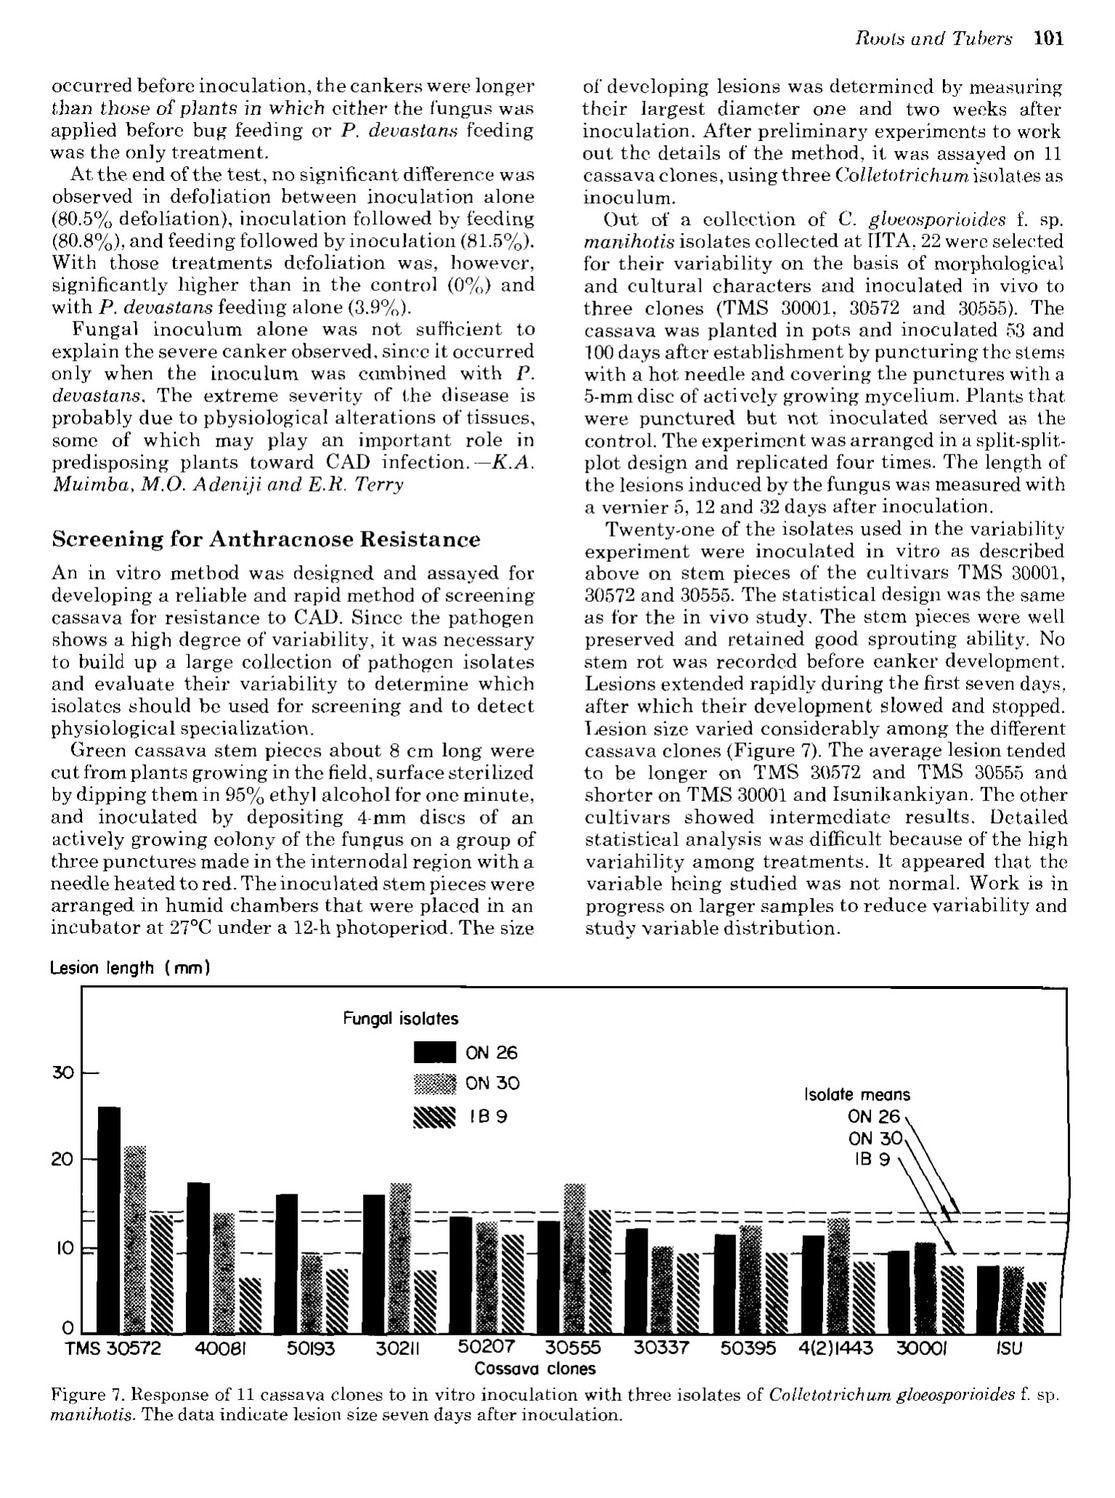 Roots and Tubers 101
occurred before inoculation, the cankers were longer
than those of plants in which either the fungus was
applied before bug feeding or P. devastans feeding
was the only treatment.
At the end of the test, no significant difference was
observed in defoliation between inoculation alone
(80.5% defoliation), inoculation followed by feeding
(80.8%), and feeding followed by inoculation (81.5%).
With those treatments defoliation was, however,
significantly higher than in the control (0%) and
with P. devastans feeding alone (3.9%).
Fungal inoculum alone was not sufficient to
explain the severe canker observed, since it occurred
only when the inoculum was combined with P.
devastans. The extreme severity of the disease is
probably due to physiological alterations of tissues,
some of which may play an important role in
predisposing plants toward CAD infection.—K.A.
Muimba, M.O. Adeniji and E.R. Terry
Screening for Anthracnose Resistance
An in vitro method was designed and assayed for
developing a reliable and rapid method of screening
cassava for resistance to CAD. Since the pathogen
shows a high degree of variability, it was necessary
to build up a large collection of pathogen isolates
and evaluate their variability to determine which
isolates should be used for screening and to detect
physiological specialization.
Green cassava stem pieces about 8 cm long were
cut from plants growing in the field, surface sterilized
by dipping them in 95% ethyl alcohol for one minute,
and inoculated by depositing 4-mm discs of an
actively growing colony of the fungus on a group of
three punctures made in the internodal region with a
needle heated to red. The inoculated stem pieces were
arranged in humid chambers that were placed in an
incubator at 27°C under a 12-h photoperiod. The size
of developing lesions was determined by measuring
their largest diameter one and two weeks after
inoculation. After preliminary experiments to work
out the details of the method, it was assayed on 11
cassava clones, using three Colletotrichum isolates as
inoculum.
Out of a collection of C. gloeosporioides f. sp.
manihotis isolates collected at IITA, 22 were selected
for their variability on the basis of morphological
and cultural characters and inoculated in vivo to
three clones (TMS 30001, 30572 and 30555). The
cassava was planted in pots and inoculated 53 and
100 days after establishment by puncturing the stems
with a hot needle and covering the punctures with a
5-mm disc of actively growing mycelium. Plants that
were punctured but not inoculated served as the
control. The experiment was arranged in a split-split-
plot design and replicated four times. The length of
the lesions induced by the fungus was measured with
a vernier 5, 12 and 32 days after inoculation.
Twenty-one of the isolates used in the variability
experiment were inoculated in vitro as described
above on stem pieces of the cultivars TMS 30001,
30572 and 30555. The statistical design was the same
as for the in vivo study. The stem pieces were well
preserved and retained good sprouting ability. No
stem rot was recorded before canker development.
Lesions extended rapidly during the first seven days,
after which their development slowed and stopped.
Lesion size varied considerably among the different
cassava clones (Figure 7). The average lesion tended
to be longer on TMS 30572 and TMS 30555 and
shorter on TMS 30001 and Isunikankiyan. The other
cultivars showed intermediate results. Detailed
statistical analysis was difficult because of the high
variability among treatments. It appeared that the
variable being studied was not normal. Work is in
progress on larger samples to reduce variability and
study variable distribution.
Lesion length (mm)
Fungal isolates
ON 26
ON 30
IB 9
Isolate means
ON 26
ON 30
IB 9
30
20
10
0
TMS 30572 40081 50193 30211 50207 30555 30337 50395 4(2)1443 30001 ISU
Cassava clones
Figure 7. Response of 11 cassava clones to in vitro inoculation with three isolates of Colletotrichum gloeosporioides f. sp.
manihotis. The data indicate lesion size seven days after inoculation.